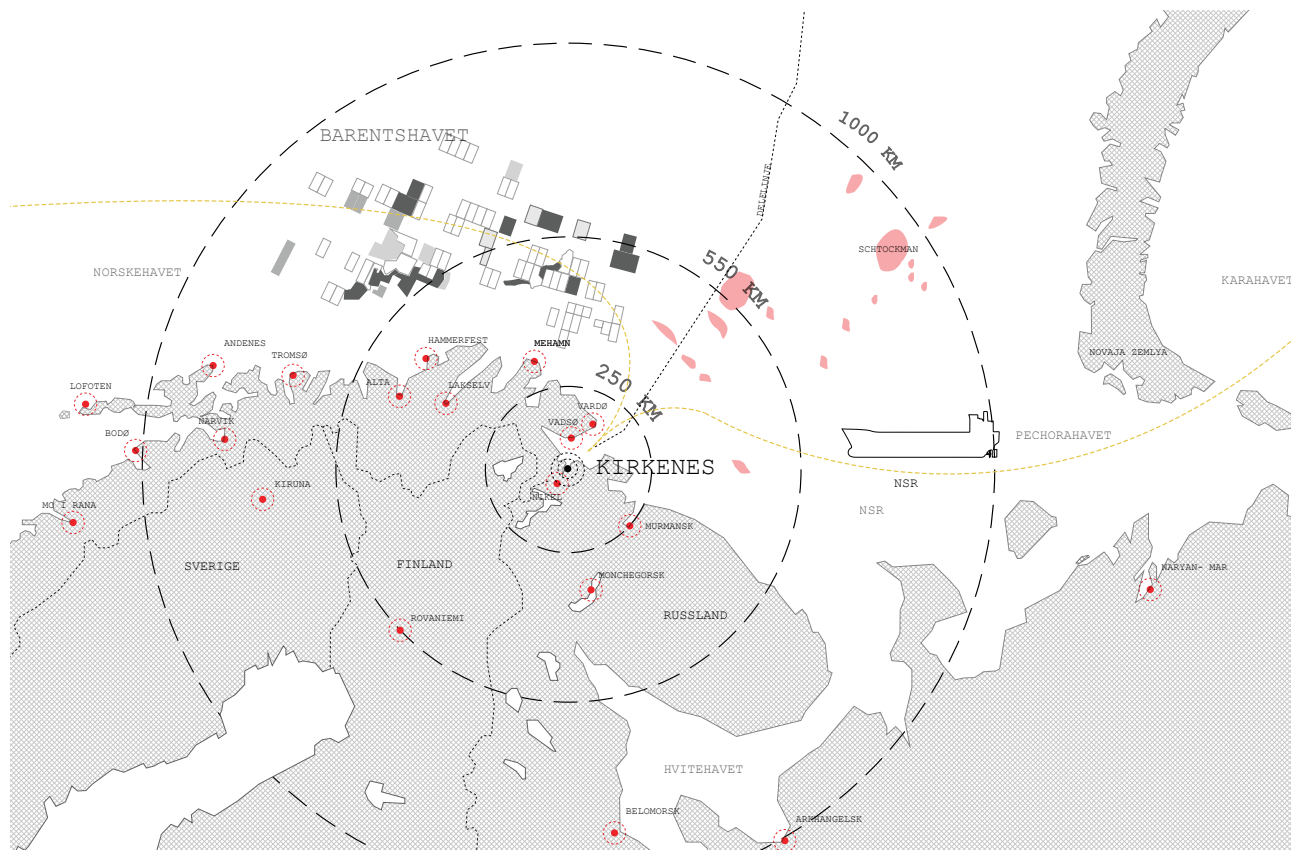 1000 KM
BARENTSHAVET
DELELINJE
SCHTOCKMAN
550 KM
NORSKEHAVET
KARAHAVET
ANDENES
HAMMERFEST
MEHAMN
TROMSØ
NOVAJA ZEMLYA
250 KM
LOFOTEN
ALTA
LAKSELV
VARDØ
BODØ
NARVIK
VADSØ
PECHORAHAVET
KIRKENES
KIRUNA
NSR
NIKEL
MO I RANA
NSR
MURMANSK
SVERIGE
FINLAND
MONCHEGORSK
NARYAN- MAR
ROVANIEMI
RUSSLAND
HVITEHAVET
BELOMORSK
ARKHANGELSK